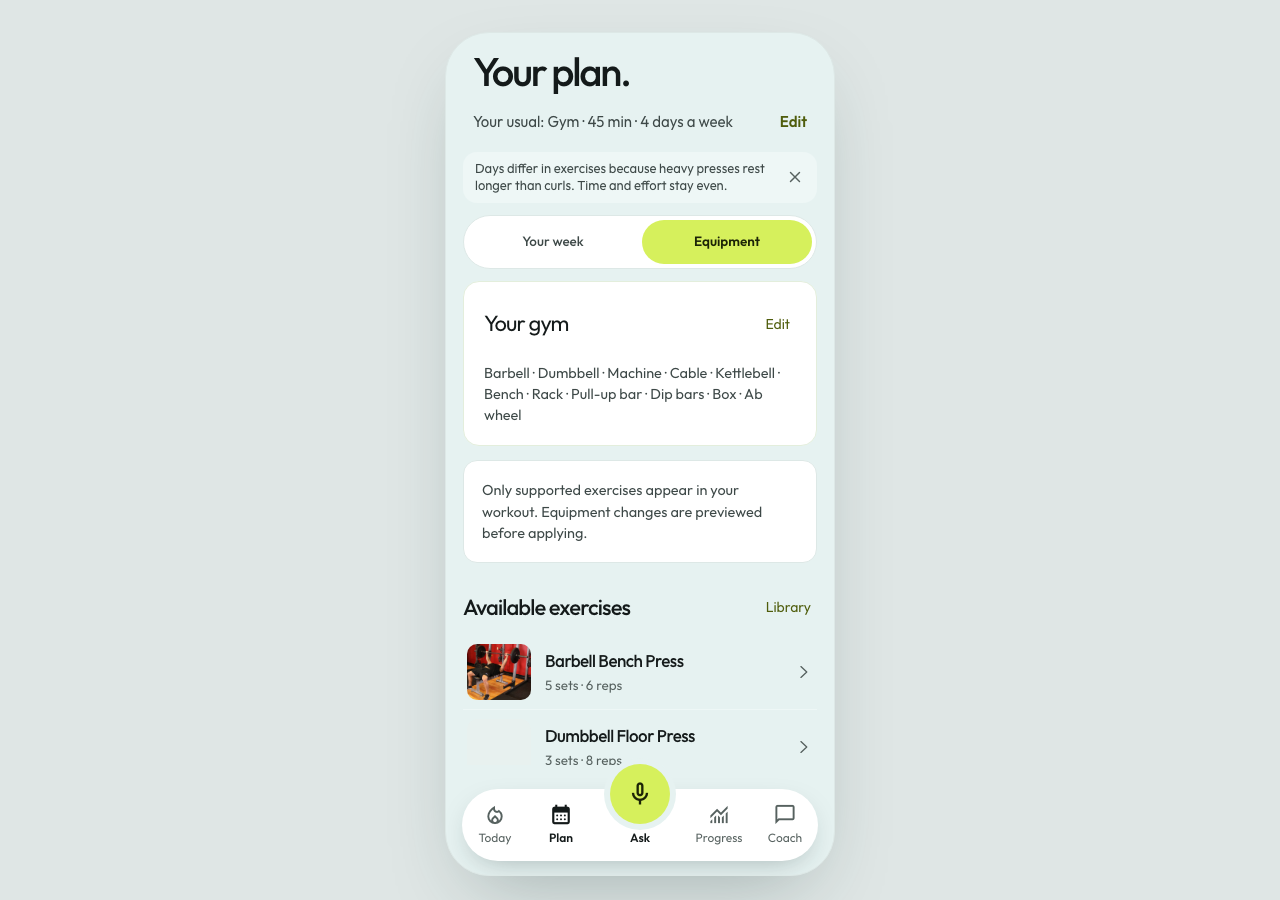 Your plan.
Your usual: Gym · 45 min · 4 days a week
Edit
Days differ in exercises because heavy presses rest
longer than curls. Time and effort stay even.
Your week
Equipment
Your gym
Edit
Barbell · Dumbbell · Machine · Cable · Kettlebell ·
Bench · Rack · Pull-up bar · Dip bars · Box · Ab
wheel
Only supported exercises appear in your
workout. Equipment changes are previewed
before applying.
Available exercises
Library
Barbell Bench Press
5 sets · 6 reps
Dumbbell Floor Press
3 sets · 8 reps
Today
Plan
Ask
Progress
Coach